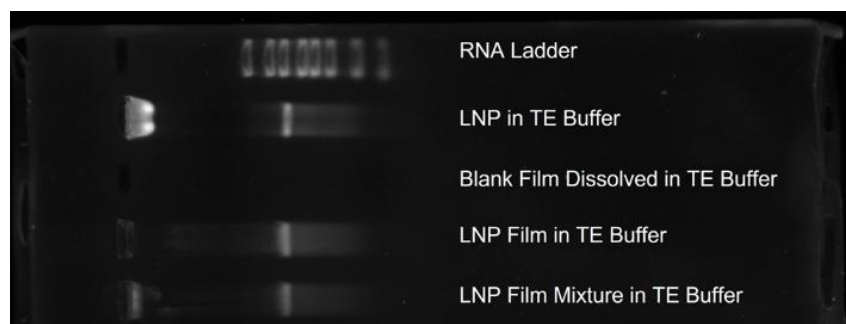 RNA Ladder
LNP in TE Buffer
Blank Film Dissolved in TE Buffer
LNP Film in TE Buffer
LNP Film Mixture in TE Buffer